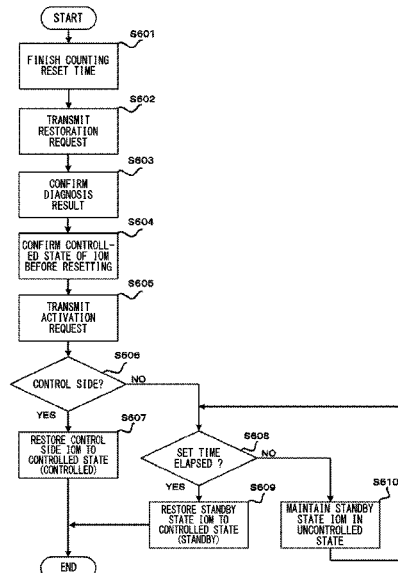 START
S601
FINISH COUNTING
RESET TIME
S602
TRANSMIT
RESTORATION
REQUEST
S603
CONFIRM
DIAGNOSIS
RESULT
S604
CONFIRM CONTROLL-
ED STATE OF IOM
BEFORE RESETTING
S605
TRANSMIT
ACTIVATION
REQUEST
S606
CONTROL SIDE?
NO
YES
S607
RESTORE CONTROL
SIDE IOM TO
CONTROLLED STATE
(CONTROLLED)
S608
SET TIME
ELAPSED ?
NO
YES
S609
RESTORE STANDBY
STATE IOM TO
CONTROLLED STATE
(STANDBY)
S610
MAINTAIN STANDBY
STATE IOM IN
UNCONTROLLED
STATE
END